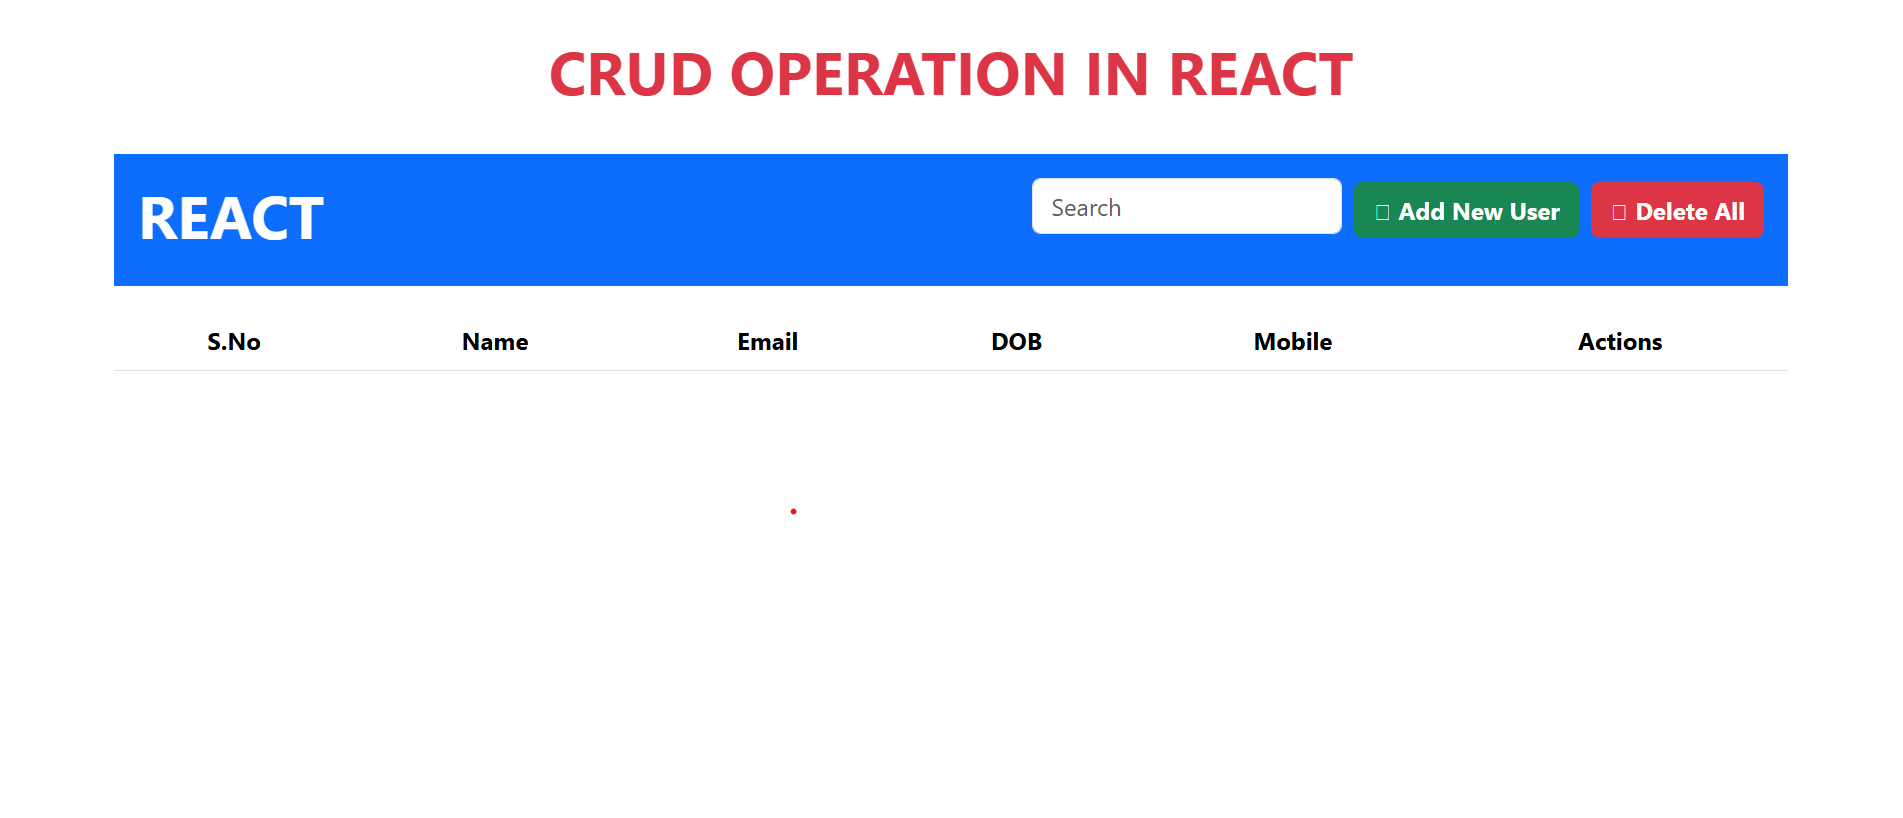 CRUD OPERATION IN REACT
REACT
Search
Add New User
Delete All
S.No Name Email DOB Mobile Actions